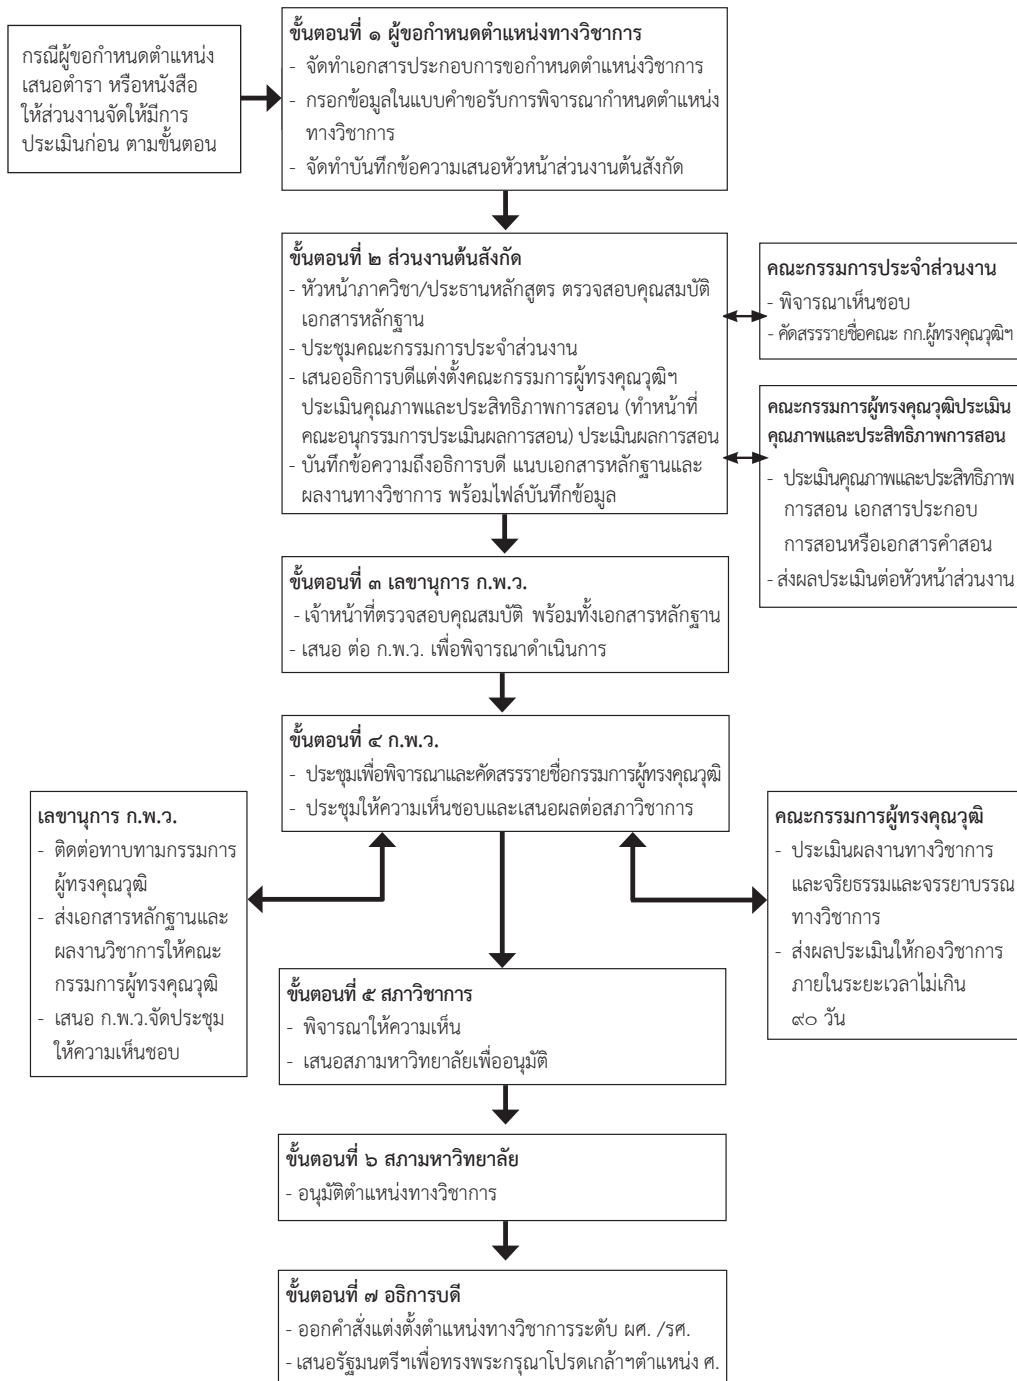 กรณีผู้ขอกำหนดตำแหน่ง
เสนอตำรา หรือหนังสือ
ให้ส่วนงานจัดให้มีการ
ประเมินก่อน ตามขั้นตอน
ขั้นตอนที่ ๑ ผู้ขอกำหนดตำแหน่งทางวิชาการ
- จัดทำเอกสารประกอบการขอกำหนดตำแหน่งวิชาการ
- กรอกข้อมูลในแบบคำขอรับการพิจารณากำหนดตำแหน่ง
ทางวิชาการ
- จัดทำบันทึกข้อความเสนอหัวหน้าส่วนงานต้นสังกัด
ขั้นตอนที่ ๒ ส่วนงานต้นสังกัด
- หัวหน้าภาควิชา/ประธานหลักสูตร ตรวจสอบคุณสมบัติ
เอกสารหลักฐาน
- ประชุมคณะกรรมการประจำส่วนงาน
- เสนออธิการบดีแต่งตั้งคณะกรรมการผู้ทรงคุณวุฒิฯ
ประเมินคุณภาพและประสิทธิภาพการสอน (ทำหน้าที่
คณะอนุกรรมการประเมินผลการสอน) ประเมินผลการสอน
- บันทึกข้อความถึงอธิการบดี แนบเอกสารหลักฐานและ
ผลงานทางวิชาการ พร้อมไฟล์บันทึกข้อมูล
คณะกรรมการประจำส่วนงาน
- พิจารณาเห็นชอบ
- คัดสรรรายชื่อคณะ กก.ผู้ทรงคุณวุฒิฯ
คณะกรรมการผู้ทรงคุณวุฒิประเมิน
คุณภาพและประสิทธิภาพการสอน
- ประเมินคุณภาพและประสิทธิภาพ
การสอน เอกสารประกอบ
การสอนหรือเอกสารคำสอน
- ส่งผลประเมินต่อหัวหน้าส่วนงาน
ขั้นตอนที่ ๓ เลขานุการ ก.พ.ว.
- เจ้าหน้าที่ตรวจสอบคุณสมบัติ พร้อมทั้งเอกสารหลักฐาน
- เสนอ ต่อ ก.พ.ว. เพื่อพิจารณาดำเนินการ
ขั้นตอนที่ ๔ ก.พ.ว.
- ประชุมเพื่อพิจารณาและคัดสรรรายชื่อกรรมการผู้ทรงคุณวุฒิ
- ประชุมให้ความเห็นชอบและเสนอผลต่อสภาวิชาการ
เลขานุการ ก.พ.ว.
- ติดต่อทาบทามกรรมการ
ผู้ทรงคุณวุฒิ
- ส่งเอกสารหลักฐานและ
ผลงานวิชาการให้คณะ
กรรมการผู้ทรงคุณวุฒิ
- เสนอ ก.พ.ว.จัดประชุม
ให้ความเห็นชอบ
คณะกรรมการผู้ทรงคุณวุฒิ
- ประเมินผลงานทางวิชาการ
และจริยธรรมและจรรยาบรรณ
ทางวิชาการ
- ส่งผลประเมินให้กองวิชาการ
ภายในระยะเวลาไม่เกิน
๙๐ วัน
ขั้นตอนที่ ๕ สภาวิชาการ
- พิจารณาให้ความเห็น
- เสนอสภามหาวิทยาลัยเพื่ออนุมัติ
ขั้นตอนที่ ๖ สภามหาวิทยาลัย
- อนุมัติตำแหน่งทางวิชาการ
ขั้นตอนที่ ๗ อธิการบดี
- ออกคำสั่งแต่งตั้งตำแหน่งทางวิชาการระดับ ผศ. /รศ.
- เสนอรัฐมนตรีฯเพื่อทรงพระกรุณาโปรดเกล้าฯตำแหน่ง ศ.